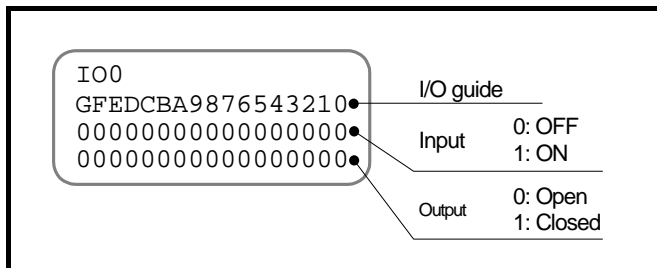 IO0
GFEDCBA9876543210
00000000000000000
00000000000000000
I/O guide
Input
0: OFF
1: ON
Output
0: Open
1: Closed